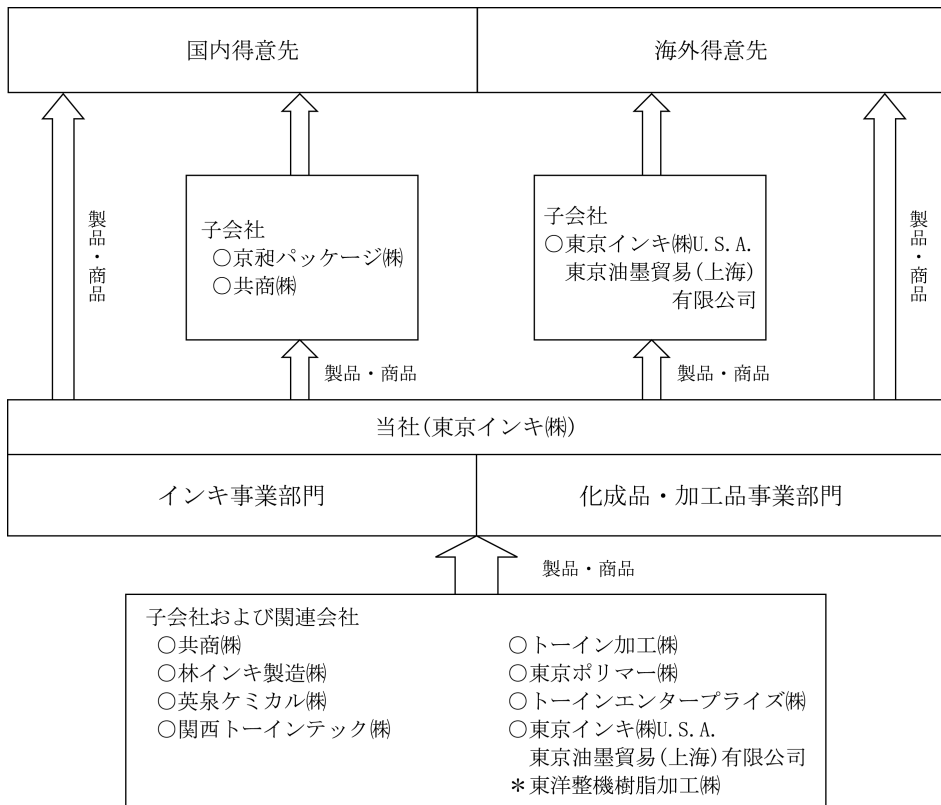 国内得意先
海外得意先
製品・商品
子会社
○京昶パッケージ㈱
○共商㈱
子会社
○東京インキ㈱U.S.A.
東京油墨貿易(上海)
有限公司
製品・商品
製品・商品
製品・商品
当社(東京インキ㈱)
インキ事業部門
化成品・加工品事業部門
製品・商品
子会社および関連会社
○共商㈱
○林インキ製造㈱
○英泉ケミカル㈱
○関西トーインテック㈱
○トーイン加工㈱
○東京ポリマー㈱
○トーインエンタープライズ㈱
○東京インキ㈱U.S.A.
東京油墨貿易(上海)有限公司
＊東洋整機樹脂加工㈱